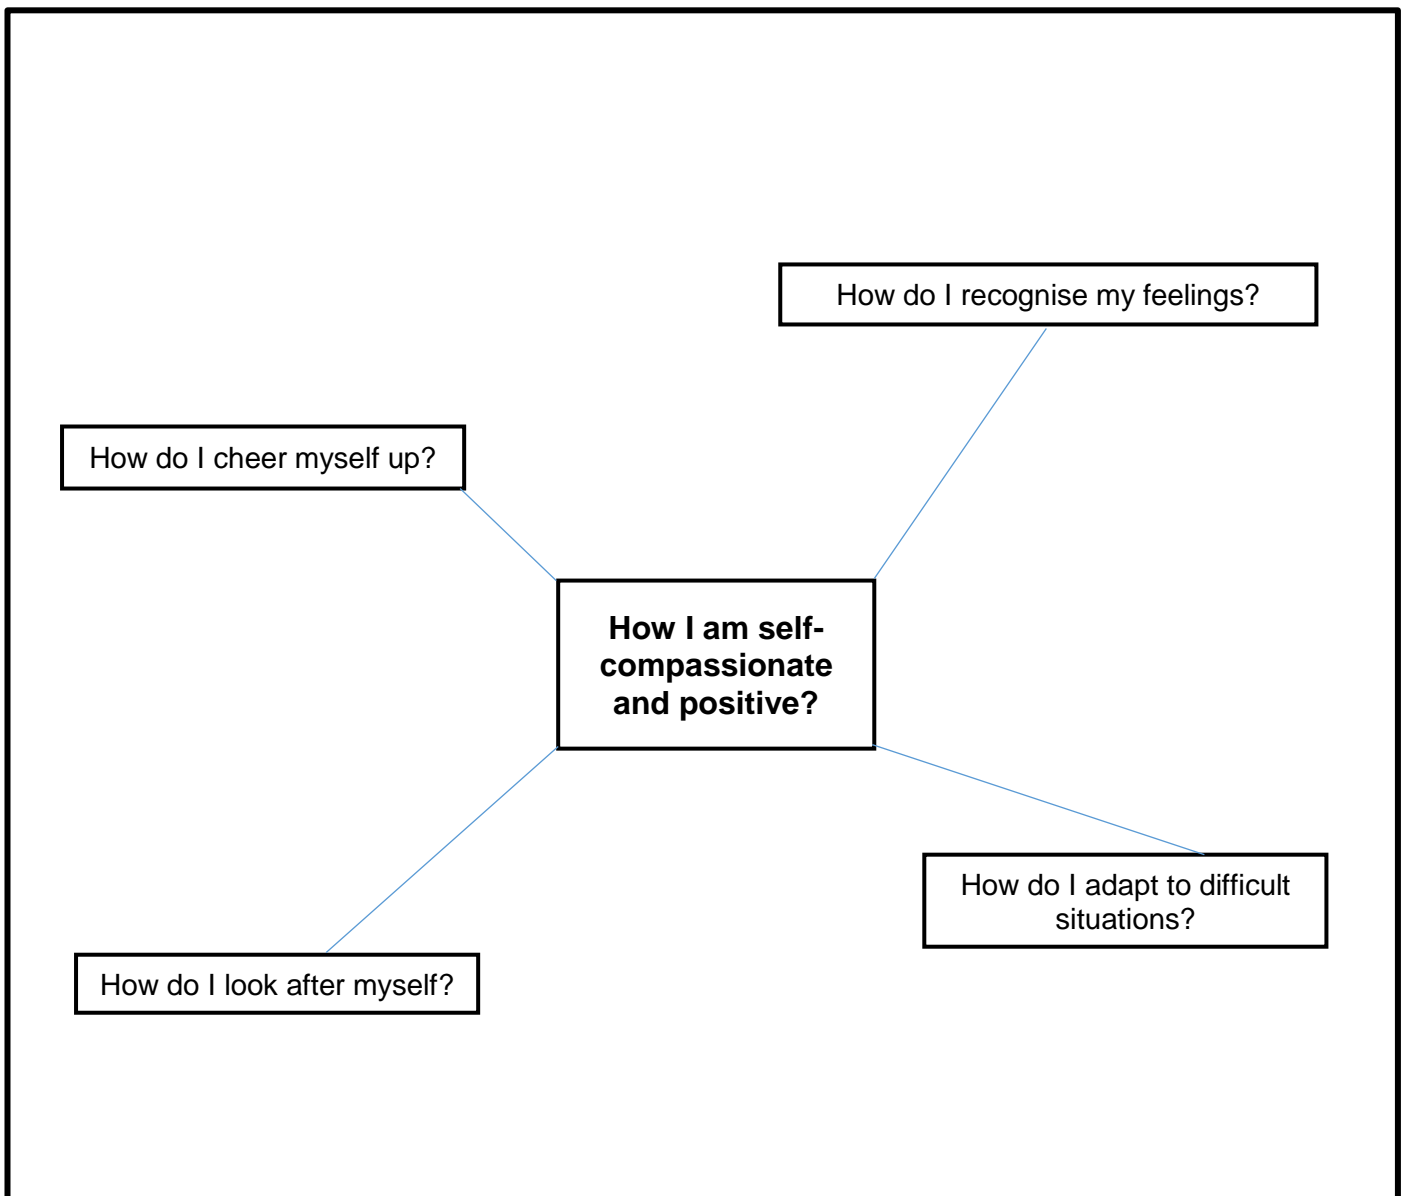 How do I recognise my feelings?
How do I cheer myself up?
How I am self-
compassionate
and positive?
How do I adapt to difficult
situations?
How do I look after myself?